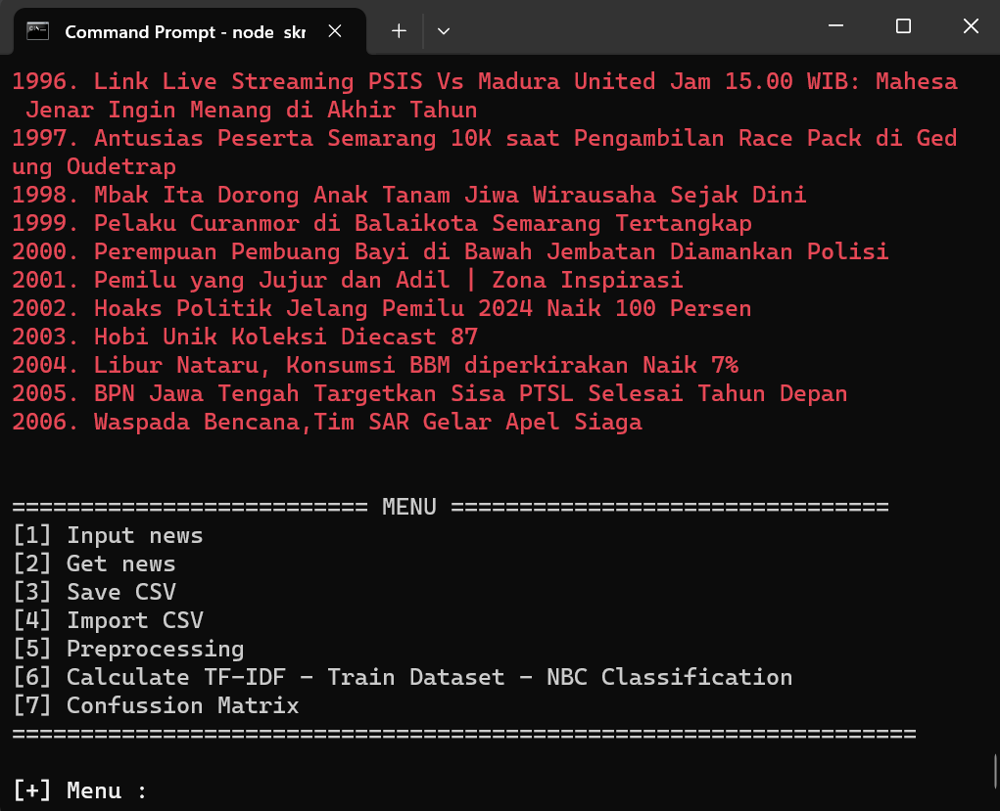 Command Prompt - node skr
1996. Link Live Streaming PSIS Vs Madura United Jam 15.00 WIB: Mahesa
Jenar Ingin Menang di Akhir Tahun
1997. Antusias Peserta Semarang 10K saat Pengambilan Race Pack di Ged
ung Oudetrap
1998. Mbak Ita Dorong Anak Tanam Jiwa Wirausaha Sejak Dini
1999. Pelaku Curanmor di Balaikota Semarang Tertangkap
2000. Perempuan Pembuang Bayi di Bawah Jembatan Diamankan Polisi
2001. Pemilu yang Jujur dan Adil | Zona Inspirasi
2002. Hoaks Politik Jelang Pemilu 2024 Naik 100 Persen
2003. Hobi Unik Koleksi Diecast 87
2004. Libur Nataru, Konsumsi BBM diperkirakan Naik 7%
2005. BPN Jawa Tengah Targetkan Sisa PTSL Selesai Tahun Depan
2006. Waspada Bencana,Tim SAR Gelar Apel Siaga
========================== MENU ================================
[1] Input news
[2] Get news
[3] Save CSV
[4] Import CSV
[5] Preprocessing
[6] Calculate TF-IDF - Train Dataset - NBC Classification
[7] Confussion Matrix
==================================================================
[+] Menu :